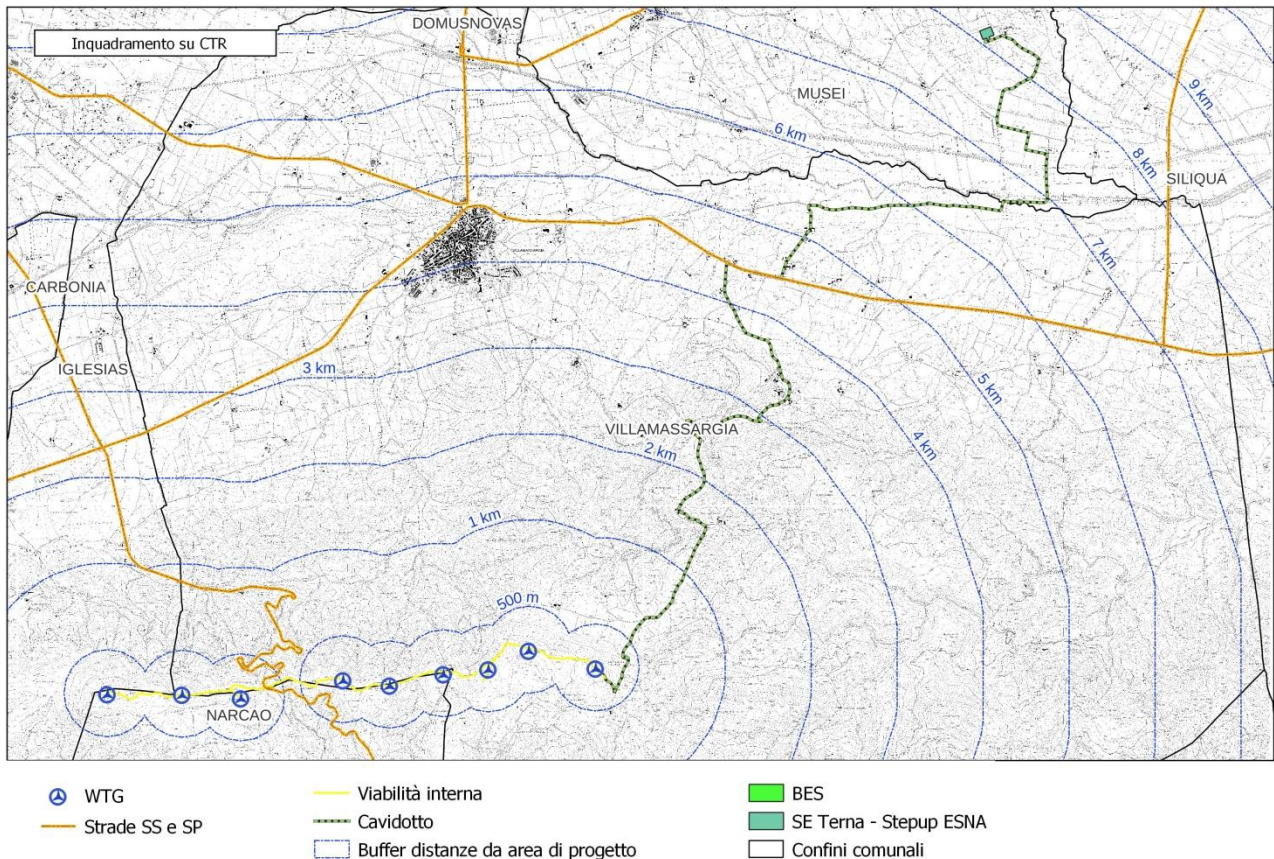 Inquadramento su CTR
DOMUSNOVAS
MUSEI
9 km
6 km
8 km
SILIQUA
7 km
CARBONIA
IGLESIAS
3 km
5 km
VILLAMASSARGIA
4 km
2 km
1 km
500 m
NARCAO
WTG
Strade SS e SP
Viabilità interna
Cavidotto
Buffer distanze da area di progetto
BES
SE Terna - Stepup ESNA
Confini comunali